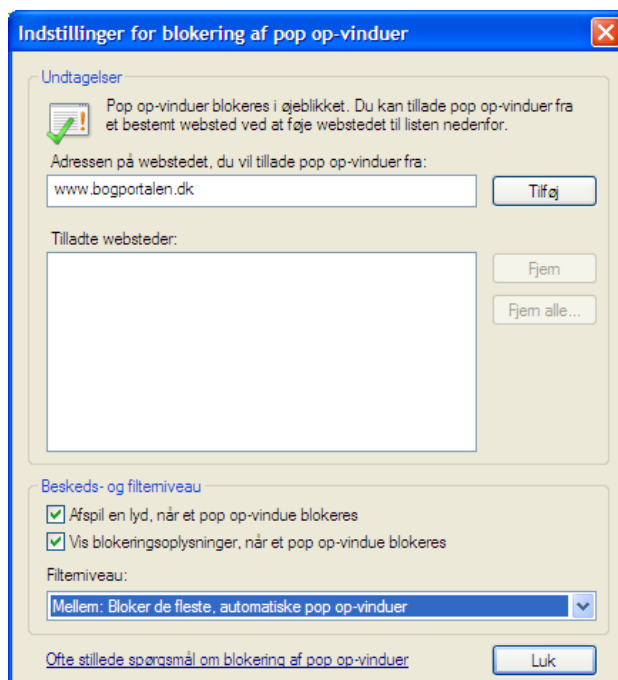 Indstillinger for blokering af pop op-vinduer
Undtagelser
Pop op-vinduer blokeres i øjeblikket. Du kan tillade pop op-vinduer fra
et bestemt websted ved at føje webstedet til listen nedenfor.
Adressen på webstedet, du vil tillade pop op-vinduer fra:
www.bogportalen.dk
Tilføj
Tilladte websteder:
Fjern
Fjern alle...
Beskeds- og filterniveau
Afspil en lyd, når et pop op-vindue blokeres
Vis blokeringsoplysninger, når et pop op-vindue blokeres
Filterniveau:
Mellem: Bloker de fleste, automatiske pop op-vinduer
Ofte stillede spørgsmål om blokering af pop op-vinduer
Luk